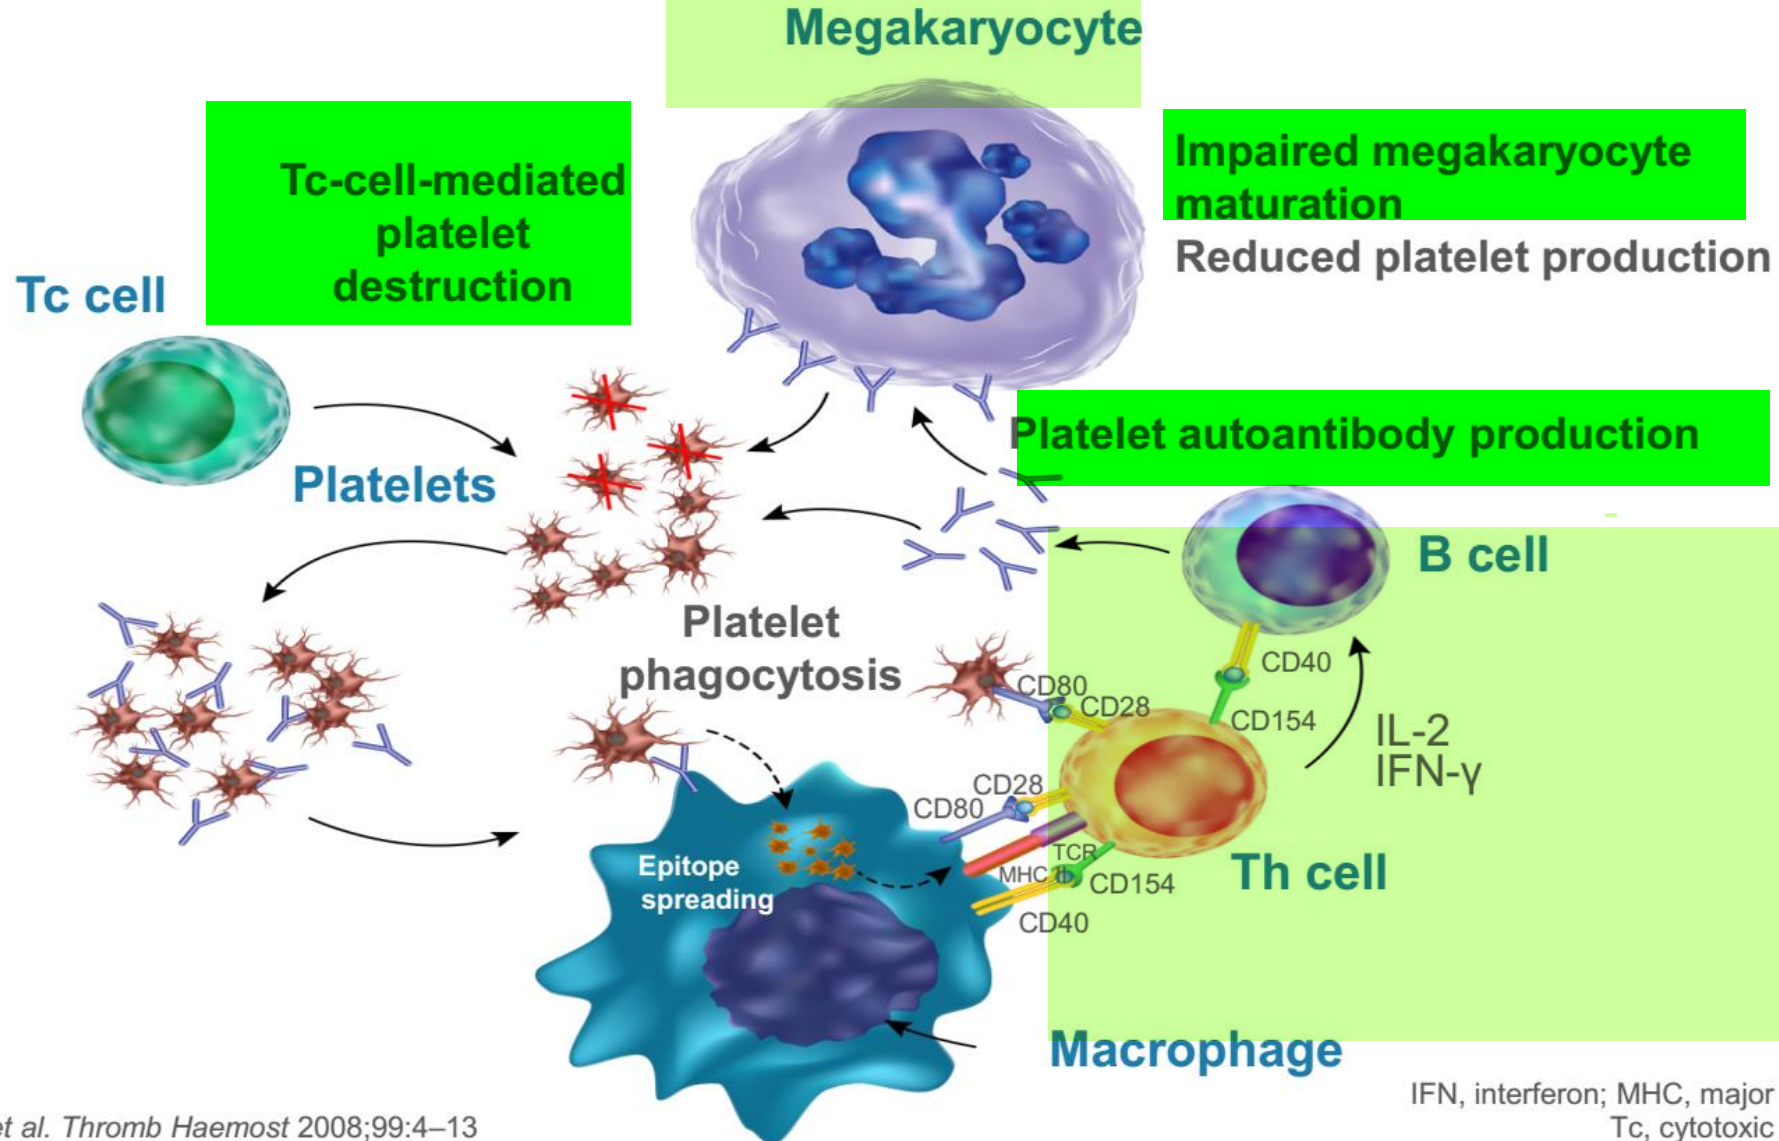 Megakaryocyte
Tc-cell-mediated
platelet
destruction
Impaired megakaryocyte
maturation
Reduced platelet production
Tc cell
Platelets
Platelet autoantibody production
B cell
Platelet
phagocytosis
CD40
CD80
CD28
CD154
IL-2
IFN-γ
CD28
CD80
TCR
MHC II
CD154
CD40
Th cell
Epitope
spreading
Macrophage
IFN, interferon; MHC, major
Tc, cytotoxic
et al. Thromb Haemost 2008;99:4–13